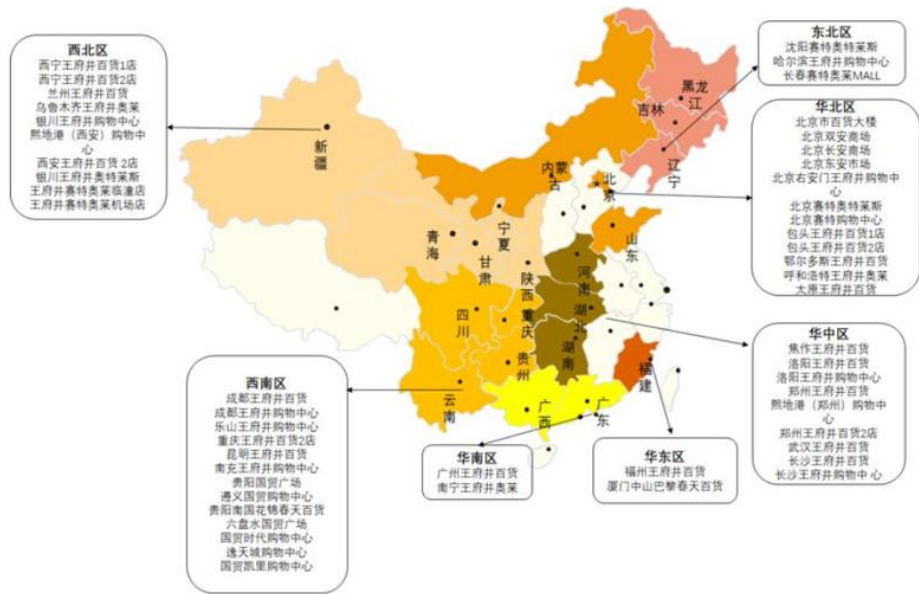 西北区
西宁王府井百货1店
西宁王府井百货2店
兰州王府井百货
乌鲁木齐王府井奥莱
银川王府井购物中心
熙地港（西安）购物中
心
西安王府井百货 2店
银川王府井奥特莱斯
王府井赛特奥莱临潼店
王府井赛特奥莱机场店
东北区
沈阳赛特奥特莱斯
哈尔滨王府井购物中心
长春赛特奥莱MALL
华北区
北京市百货大楼
北京双安商场
北京长安商场
北京东安市场
北京右安门王府井购物中
心
北京赛特奥特莱斯
北京赛特购物中心
包头王府井百货1店
包头王府井百货2店
鄂尔多斯王府井百货
呼和浩特王府井奥莱
太原王府井百货
黑龙
江
吉林
辽
宁
内蒙
古
北
京
新
疆
宁
夏
山
东
青
海
甘
肃
陕
西
河
南
四
川
重
庆
湖
北
湖
南
贵
州
福
建
云
南
广
西
广
东
华中区
焦作王府井百货
洛阳王府井百货
洛阳王府井购物中心
郑州王府井百货
熙地港（郑州）购物中
心
郑州王府井百货2店
武汉王府井百货
长沙王府井百货
长沙王府井购物中 心
西南区
成都王府井百货
成都王府井购物中心
乐山王府井购物中心
重庆王府井百货2店
昆明王府井百货
南充王府井购物中心
贵阳国贸广场
遵义国贸购物中心
贵阳南国花锦春天百货
六盘水国贸广场
国贸时代购物中心
逸天城购物中心
国贸凯里购物中心
华南区
广州王府井百货
南宁王府井奥莱
华东区
福州王府井百货
厦门中山巴黎春天百货